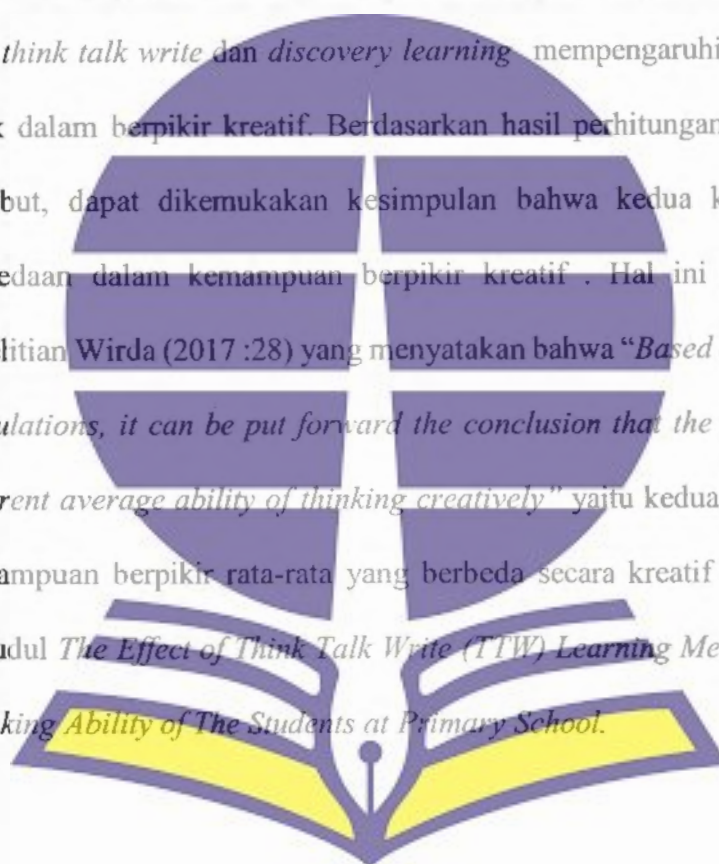 think talk write dan discovery learning mempengaruhi
dalam berpikir kreatif. Berdasarkan hasil perhitungan
but, dapat dikemukakan kesimpulan bahwa kedua k
edaan dalam kemampuan berpikir kreatif . Hal ini
litian Wirda (2017 :28) yang menyatakan bahwa “Based
ulations, it can be put forward the conclusion that the
rent average ability of thinking creatively” yaitu kedua
ampuan berpikir rata-rata yang berbeda secara kreatif
udul The Effect of Think Talk Write (TTW) Learning Me
king Ability of The Students at Primary School.